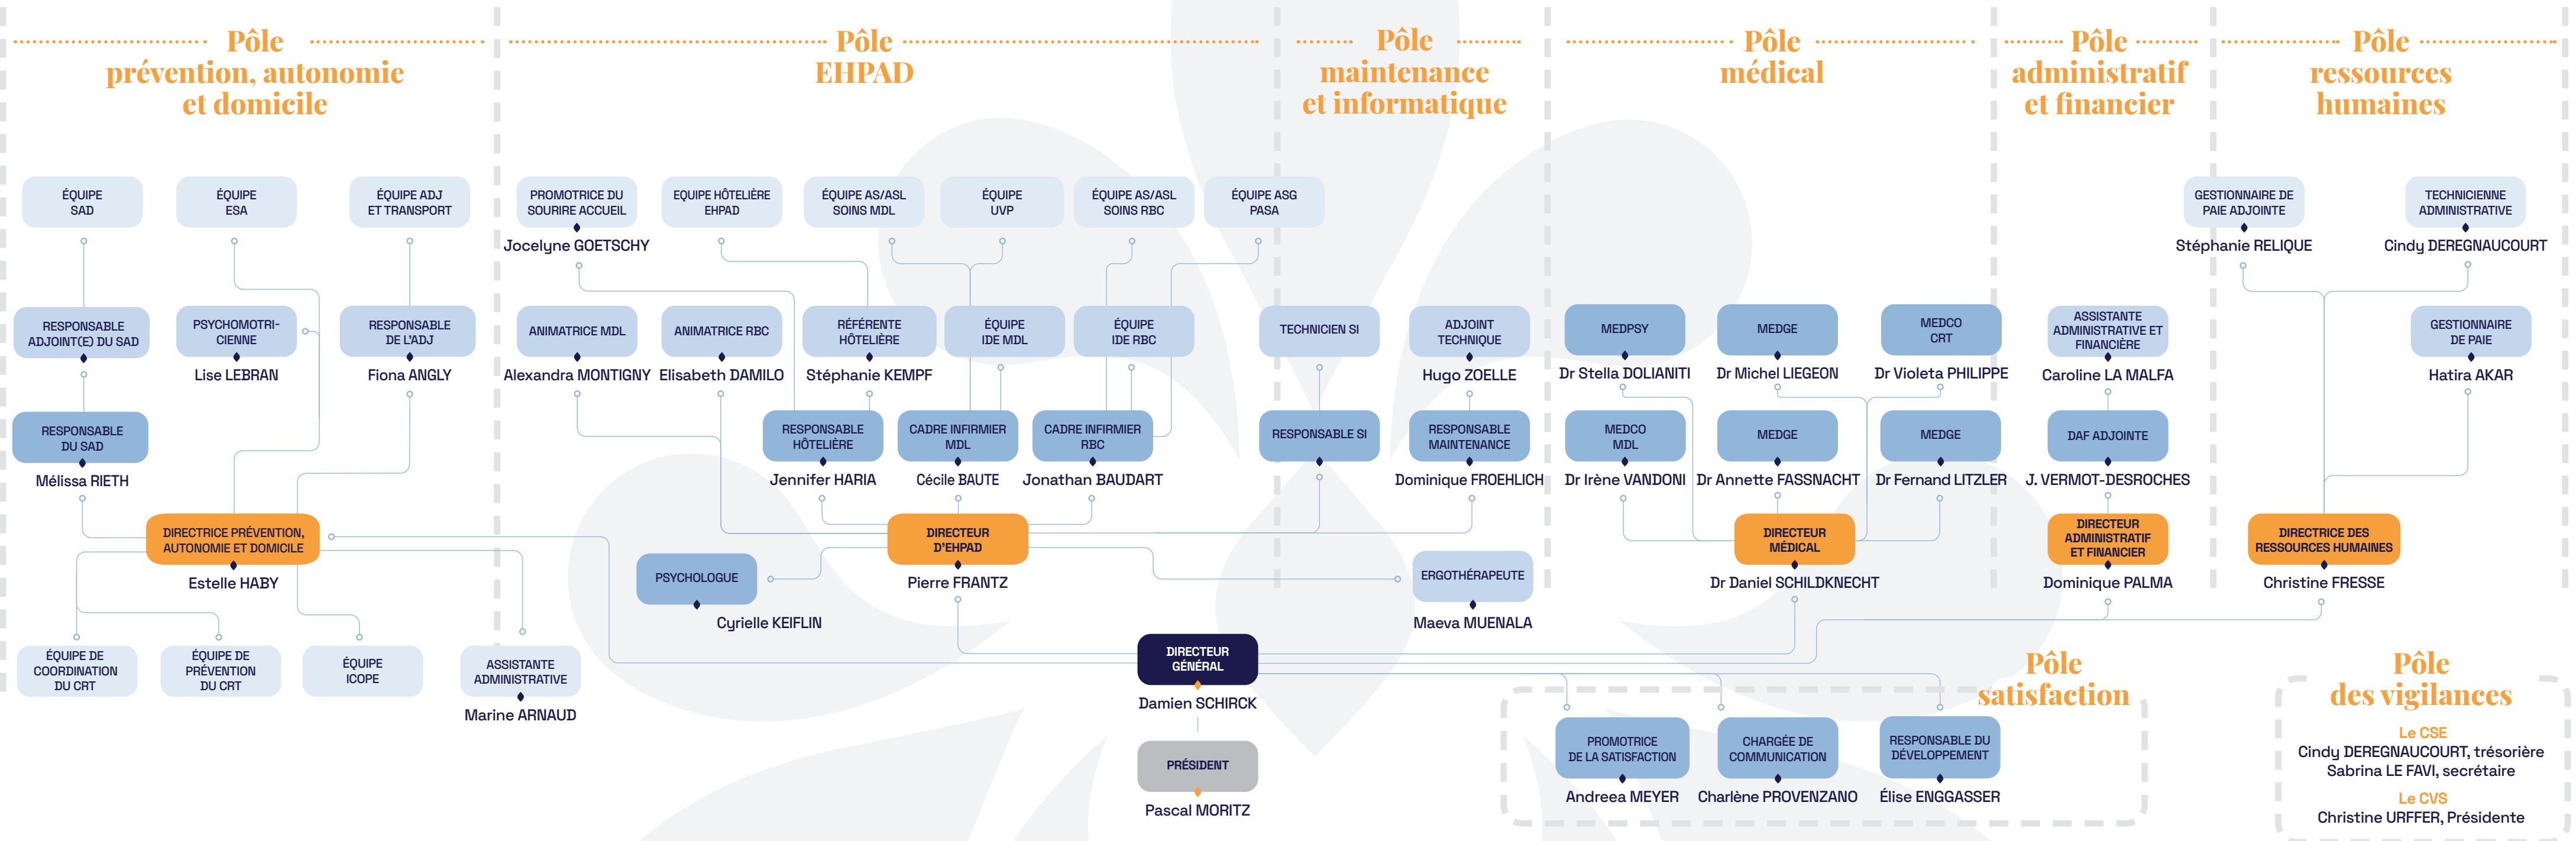 Pôle
prévention, autonomie
et domicile
Pôle
EHPAD
Pôle
maintenance
et informatique
Pôle
médical
Pôle
administratif
et financier
Pôle
ressources
humaines
ÉQUIPE
SAD
ÉQUIPE
ESA
ÉQUIPE ADJ
ET TRANSPORT
PROMOTRICE DU
SOURIRE ACCUEIL
Jocelyne GOETSCHY
EQUIPE HÔTELIÈRE
EHPAD
ÉQUIPE AS/ASL
SOINS MDL
ÉQUIPE
UVP
ÉQUIPE AS/ASL
SOINS RBC
ÉQUIPE ASG
PASA
GESTIONNAIRE DE
PAIE ADJOINTE
Stéphanie RELIQUE
TECHNICIENNE
ADMINISTRATIVE
Cindy DEREGNAUCOURT
RESPONSABLE
ADJOINT(E) DU SAD
PSYCHOMOTRI-
CIENNE
Lise LEBRAN
RESPONSABLE
DE L'ADJ
Fiona ANGLY
ANIMATRICE MDL
Alexandra MONTIGNY
ANIMATRICE RBC
Elisabeth DAMILO
RÉFÉRENTE
HÔTELIÈRE
Stéphanie KEMPF
ÉQUIPE
IDE MDL
ÉQUIPE
IDE RBC
TECHNICIEN SI
ADJOINT
TECHNIQUE
Hugo ZOELLE
MEDPSY
Dr Stella DOLIANITI
MEDGE
Dr Michel LIEGEON
MEDCO
CRT
Dr Violeta PHILIPPE
ASSISTANTE
ADMINISTRATIVE ET
FINANCIÈRE
Caroline LA MALFA
GESTIONNAIRE
DE PAIE
Hatira AKAR
RESPONSABLE
DU SAD
Mélissa RIETH
RESPONSABLE
HÔTELIÈRE
Jennifer HARIA
CADRE INFIRMIER
MDL
Cécile BAUTE
CADRE INFIRMIER
RBC
Jonathan BAUDART
RESPONSABLE SI
RESPONSABLE
MAINTENANCE
Dominique FROEHLICH
MEDCO
MDL
Dr Irène VANDONI
MEDGE
Dr Annette FASSNACHT
MEDGE
Dr Fernand LITZLER
DAF ADJOINTE
J. VERMOT-DESROCHES
DIRECTRICE PRÉVENTION,
AUTONOMIE ET DOMICILE
Estelle HABY
PSYCHOLOGUE
Cyrielle KEIFLIN
DIRECTEUR
D'EHPAD
Pierre FRANTZ
ERGOTHÉRAPEUTE
Maeva MUENALA
DIRECTEUR
MÉDICAL
Dr Daniel SCHILDKNECHT
DIRECTEUR
ADMINISTRATIF
ET FINANCIER
Dominique PALMA
DIRECTRICE DES
RESSOURCES HUMAINES
Christine FRESSE
ÉQUIPE DE
COORDINATION
DU CRT
ÉQUIPE DE
PRÉVENTION
DU CRT
ÉQUIPE
ICOPE
ASSISTANTE
ADMINISTRATIVE
Marine ARNAUD
DIRECTEUR
GÉNÉRAL
Damien SCHIRCK
PRÉSIDENT
Pascal MORITZ
Pôle
satisfaction
PROMOTRICE
DE LA SATISFACTION
Andreea MEYER
CHARGÉE DE
COMMUNICATION
Charlène PROVENZANO
RESPONSABLE DU
DÉVELOPPEMENT
Élise ENGGASSER
Pôle
des vigilances
Le CSE
Cindy DEREGNAUCOURT, trésorière
Sabrina LE FAVI, secrétaire
Le CVS
Christine URFFER, Présidente